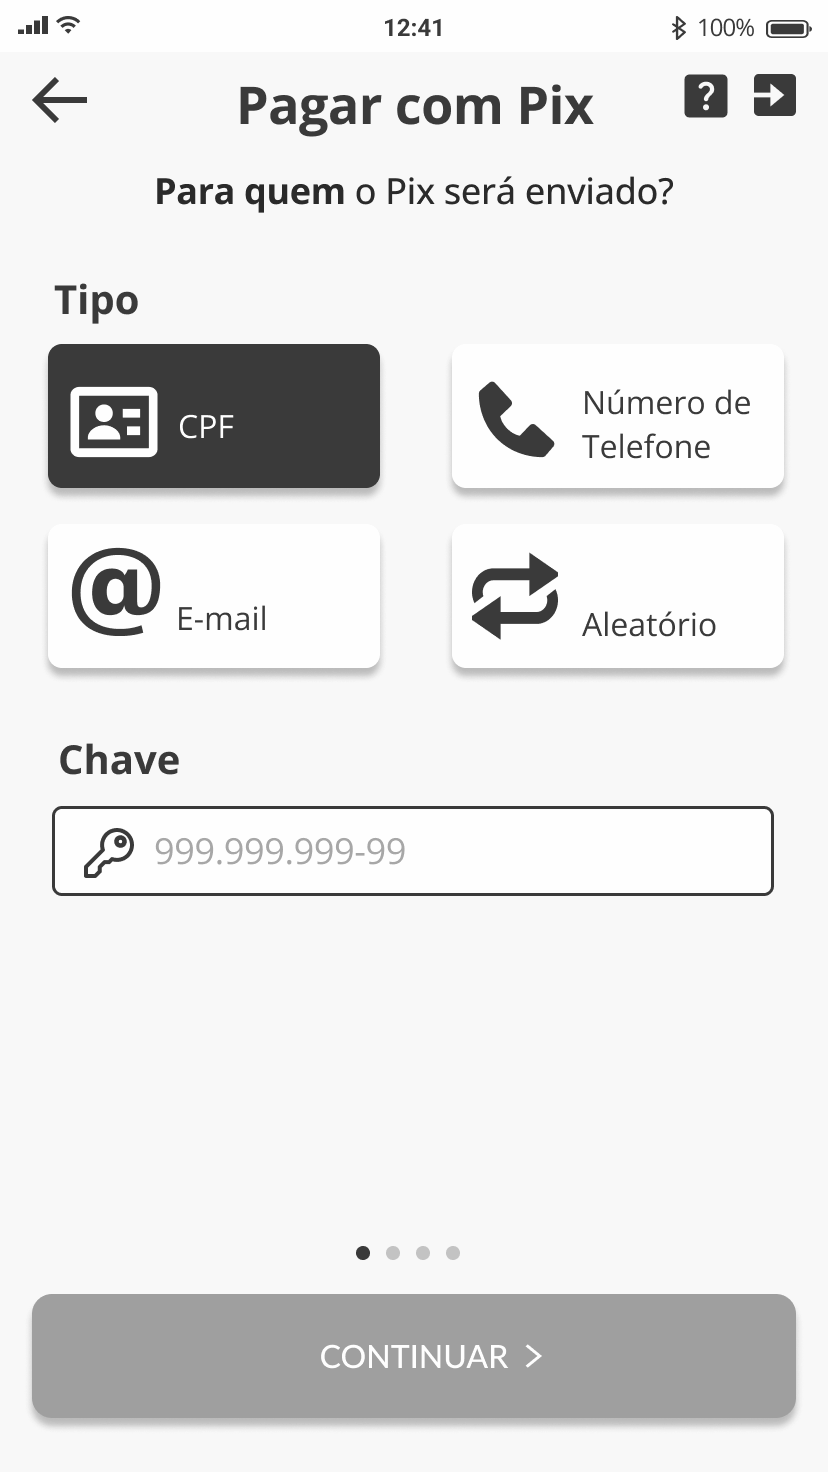 12:41
100%
Pagar com Pix
?
Para quem o Pix será enviado?
Tipo
CPF
Número de
Telefone
@
E-mail
Aleatório
Chave
999.999.999-99
CONTINUAR >